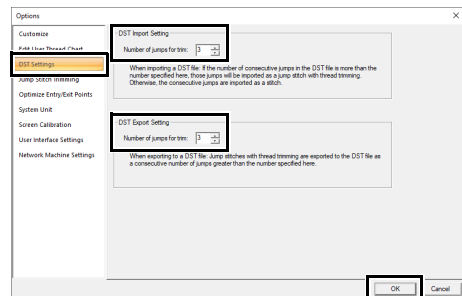 Options
Customize
Edit User Thread Chart
DST Settings
Jump Stitch Trimming
Optimize Entry/Exit Points
System Unit
Screen Calibration
User Interface Settings
Network Machine Settings
DST Import Setting
Number of jumps for trim: 3
When importing a DST file: If the number of consecutive jumps in the DST file is more than the
number specified here, those jumps will be imported as a jump stitch with thread trimming.
Otherwise, the consecutive jumps are imported as a stitch.
DST Export Setting
Number of jumps for trim: 3
When exporting to a DST file: Jump stitches with thread trimming are exported to the DST file as
a consecutive number of jumps greater than the number specified here.
OK
Cancel